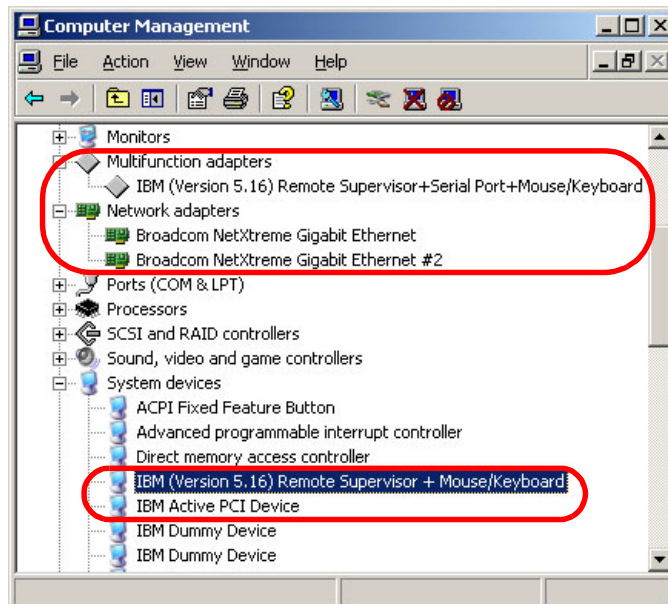 Computer Management
File Action View Window Help
Monitors
Multifunction adapters
IBM (Version 5.16) Remote Supervisor+Serial Port+Mouse/Keyboard
Network adapters
Broadcom NetXtreme Gigabit Ethernet
Broadcom NetXtreme Gigabit Ethernet #2
Ports (COM & LPT)
Processors
SCSI and RAID controllers
Sound, video and game controllers
System devices
ACPI Fixed Feature Button
Advanced programmable interrupt controller
Direct memory access controller
IBM (Version 5.16) Remote Supervisor + Mouse/Keyboard
IBM Active PCI Device
IBM Dummy Device
IBM Dummy Device